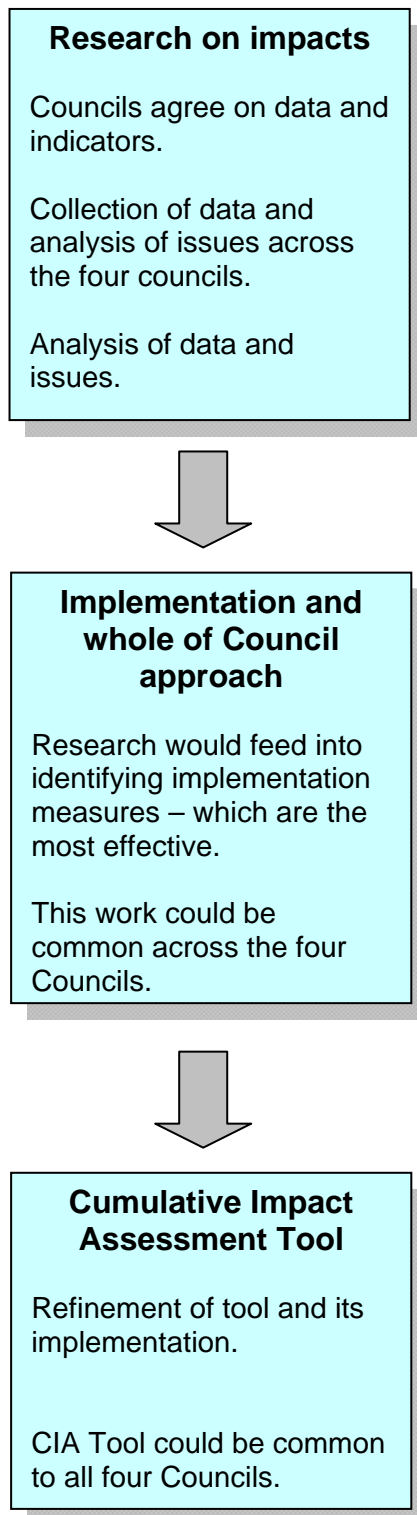 Research on impacts
Councils agree on data and
indicators.
Collection of data and
analysis of issues across
the four councils.
Analysis of data and
issues.
Implementation and
whole of Council
approach
Research would feed into
identifying implementation
measures – which are the
most effective.
This work could be
common across the four
Councils.
Cumulative Impact
Assessment Tool
Refinement of tool and its
implementation.
CIA Tool could be common
to all four Councils.